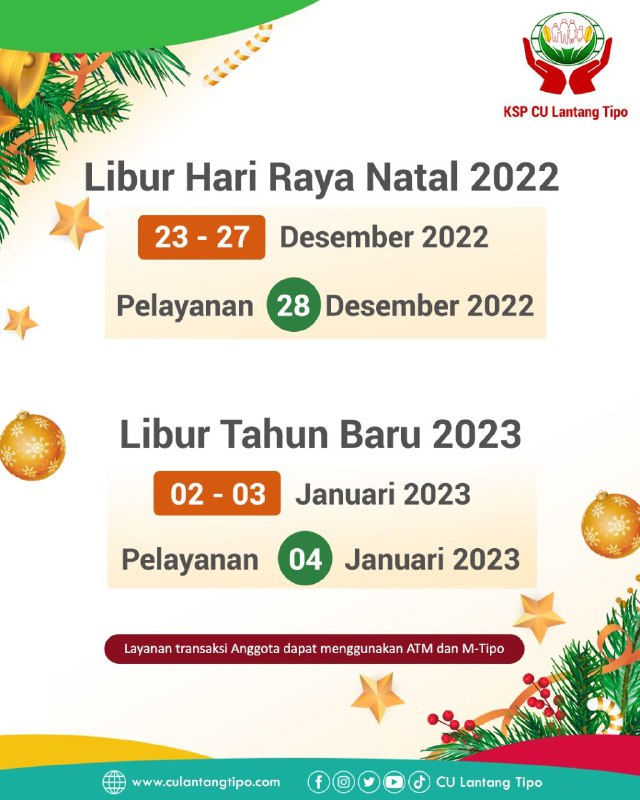 KSP CU Lantang Tipo
Libur Hari Raya Natal 2022
23 - 27 Desember 2022
Pelayanan 28 Desember 2022
Libur Tahun Baru 2023
02 - 03 Januari 2023
Pelayanan 04 Januari 2023
Layanan transaksi Anggota dapat menggunakan ATM dan M-Tipo
www.culantangtipo.com CU Lantang Tipo